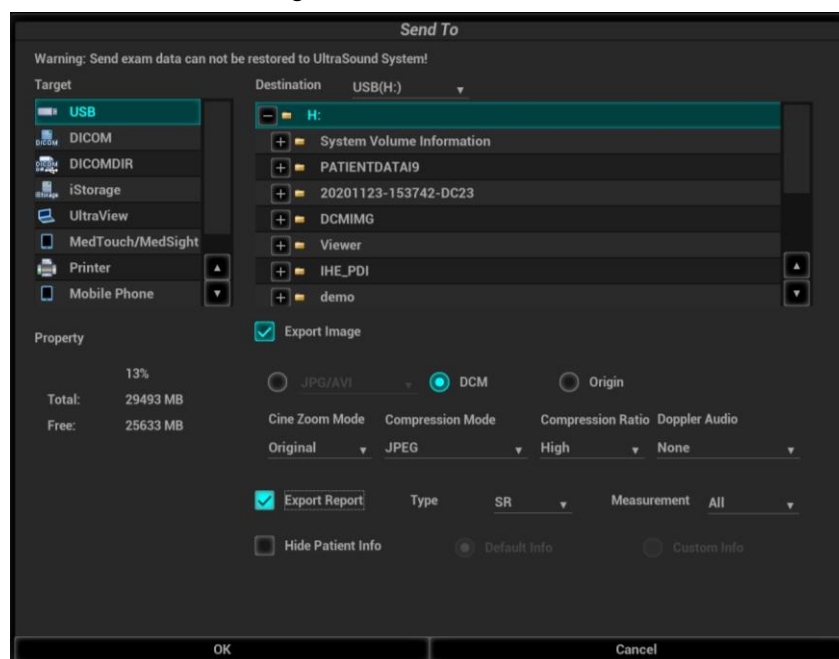 Send To
Warning: Send exam data can not be restored to UltraSound System!
Target
USB
DICOM
DICOMDIR
iStorage
UltraView
MedTouch/MedSight
Printer
Mobile Phone
Destination USB(H:)
H:
System Volume Information
PATIENTDATAI9
20201123-153742-DC23
DCMIMG
Viewer
IHE_PDI
demo
Property
13%
Total: 29493 MB
Free: 25633 MB
Export Image
JPG/AVI DCM Origin
Cine Zoom Mode Compression Mode Compression Ratio Doppler Audio
Original JPEG High None
Export Report Type SR Measurement All
Hide Patient Info Default Info Custom Info
OK Cancel